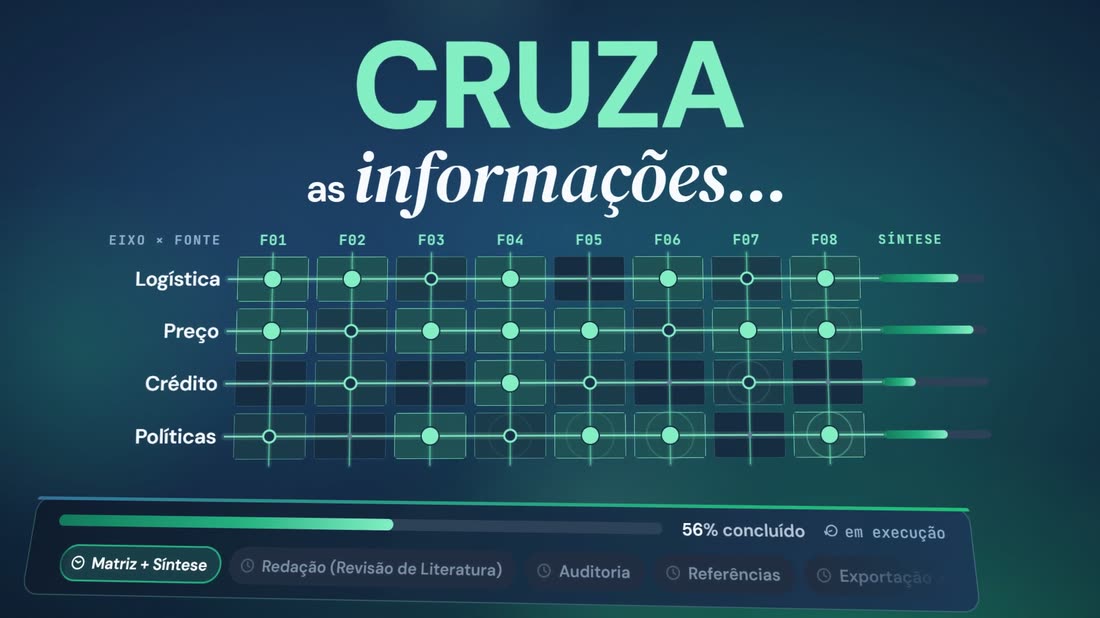 CRUZA
as informações...
EIXO × FONTE F01 F02 F03 F04 F05 F06 F07 F08 SÍNTESE
Logística
Preço
Crédito
Políticas
56% concluído em execução
Matriz + Síntese Redação (Revisão de Literatura) Auditoria Referências Exportação